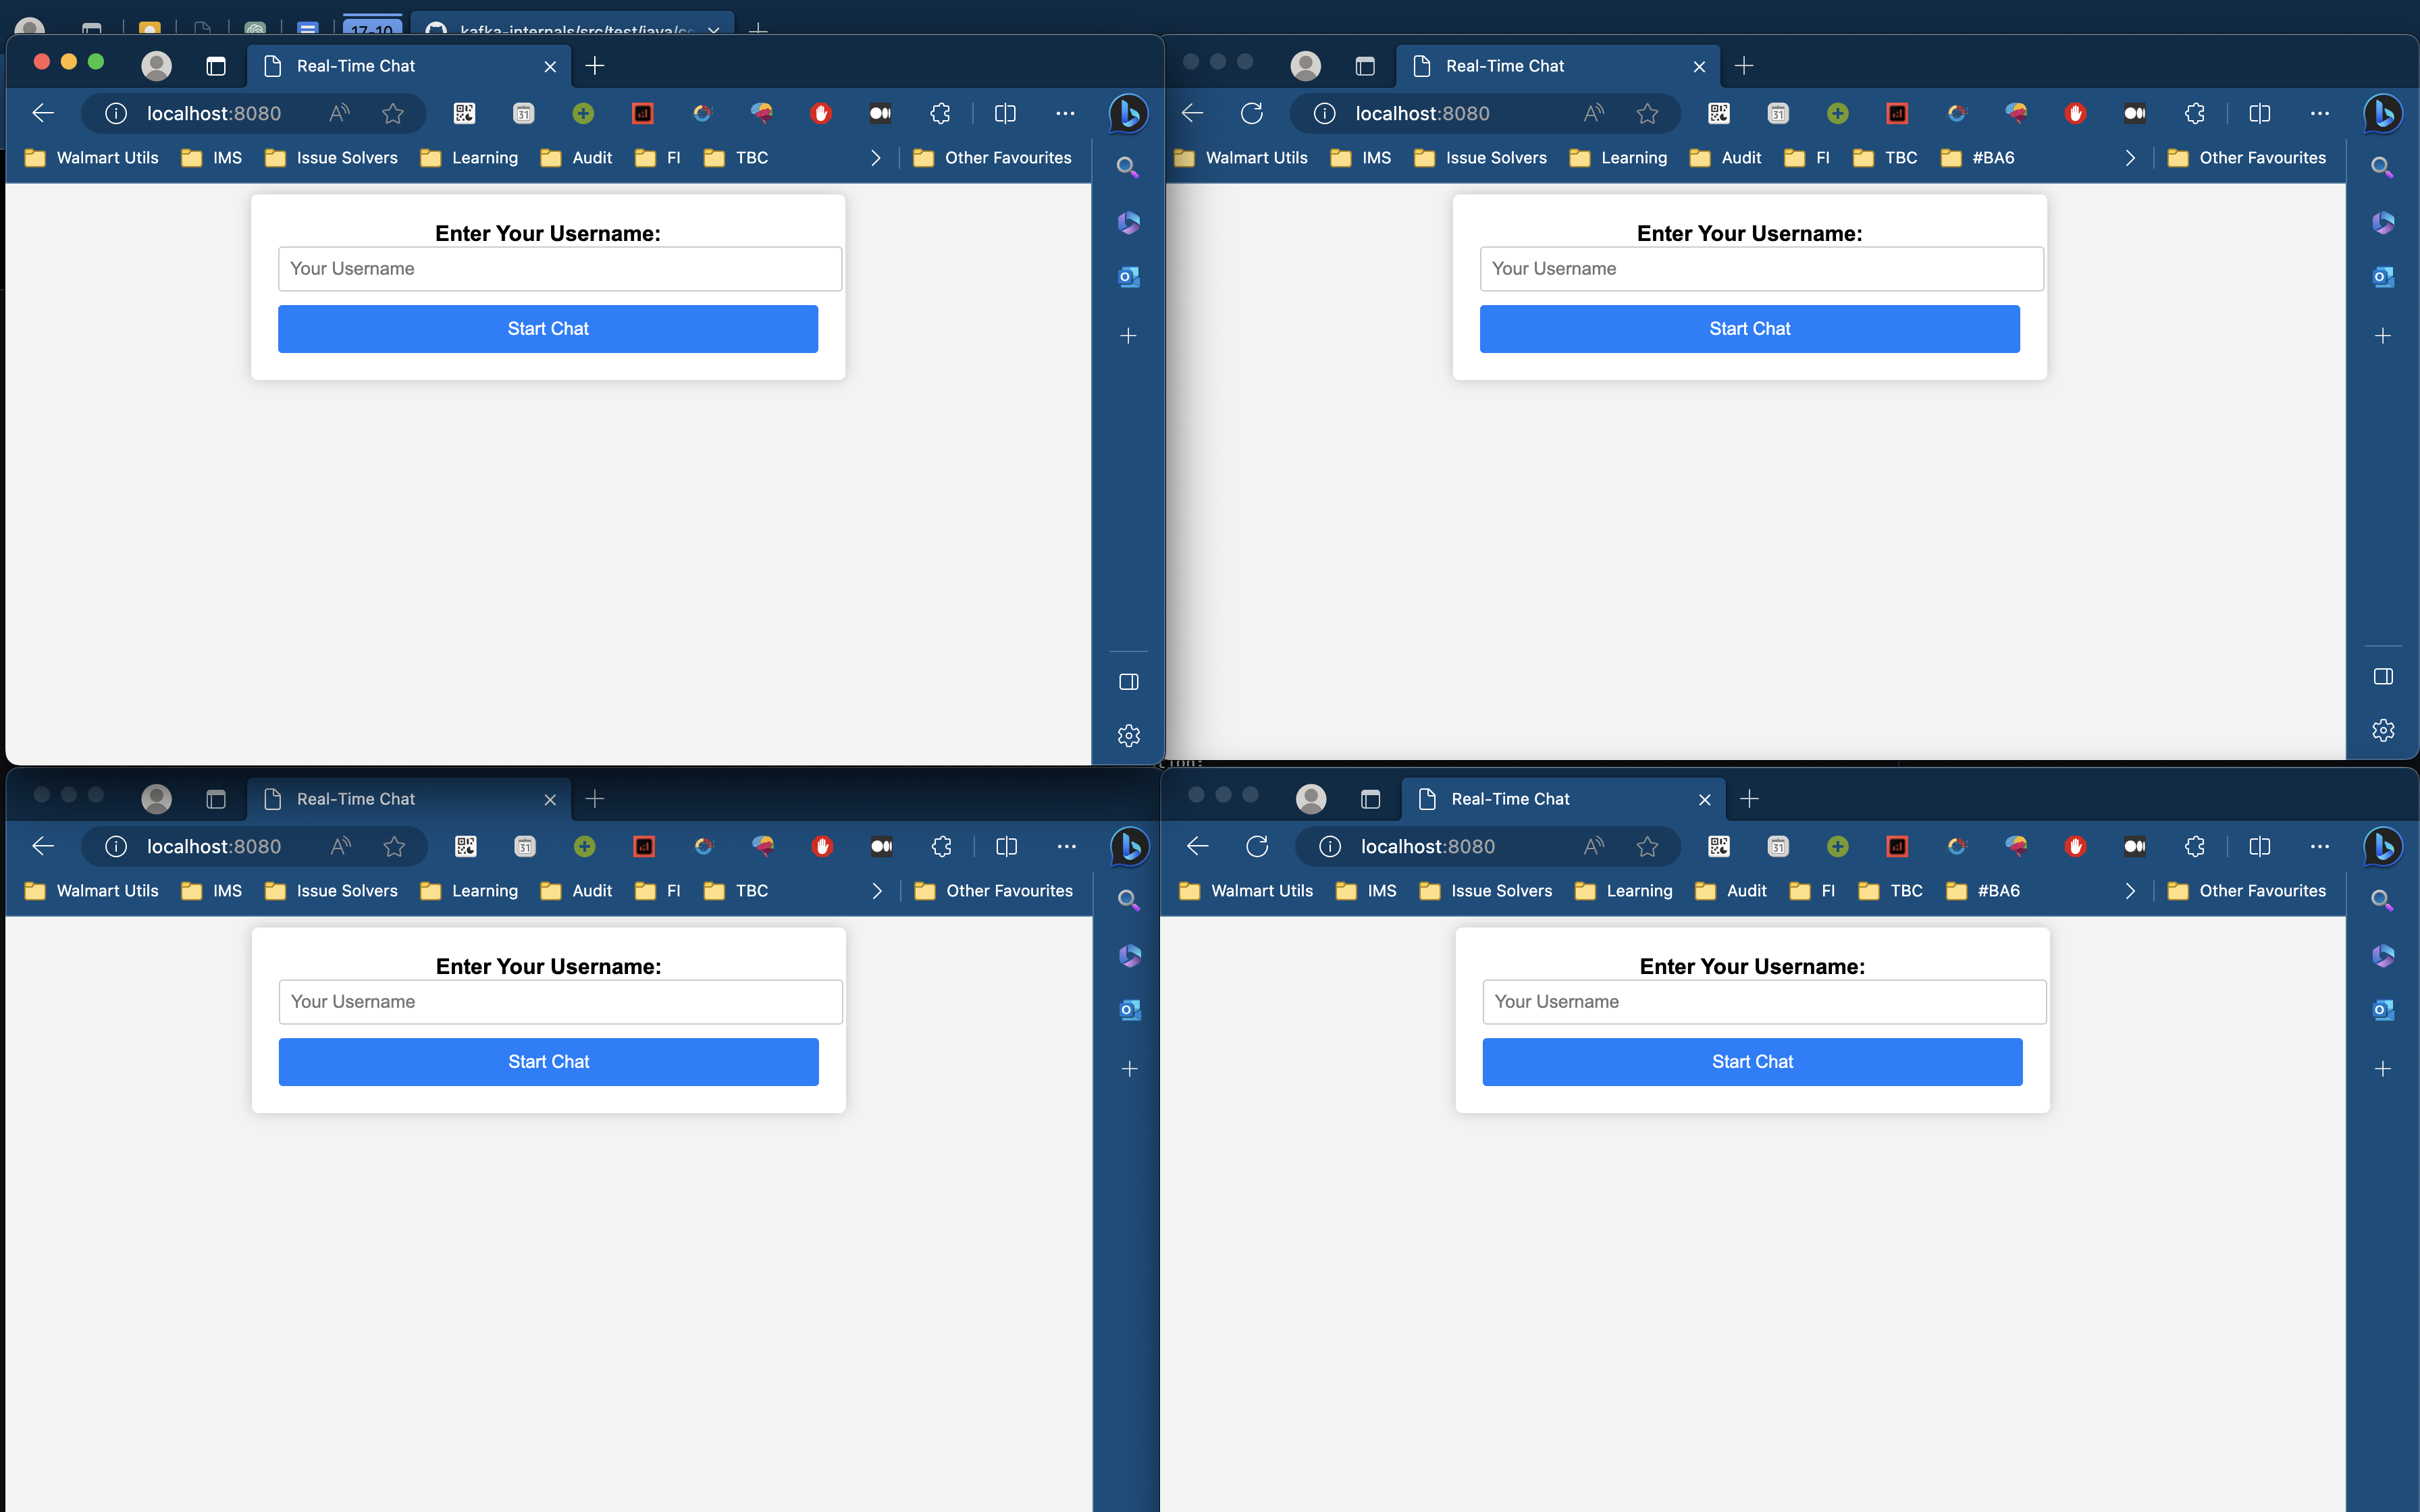 17-10 kafka-internals/src/test/java/c
Real-Time Chat
localhost:8080
Walmart Utils IMS Issue Solvers Learning Audit FI TBC Other Favourites
Enter Your Username:
Your Username
Start Chat
Real-Time Chat
localhost:8080
Walmart Utils IMS Issue Solvers Learning Audit FI TBC #BA6 Other Favourites
Enter Your Username:
Your Username
Start Chat
Real-Time Chat
localhost:8080
Walmart Utils IMS Issue Solvers Learning Audit FI TBC Other Favourites
Enter Your Username:
Your Username
Start Chat
Real-Time Chat
localhost:8080
Walmart Utils IMS Issue Solvers Learning Audit FI TBC #BA6 Other Favourites
Enter Your Username:
Your Username
Start Chat